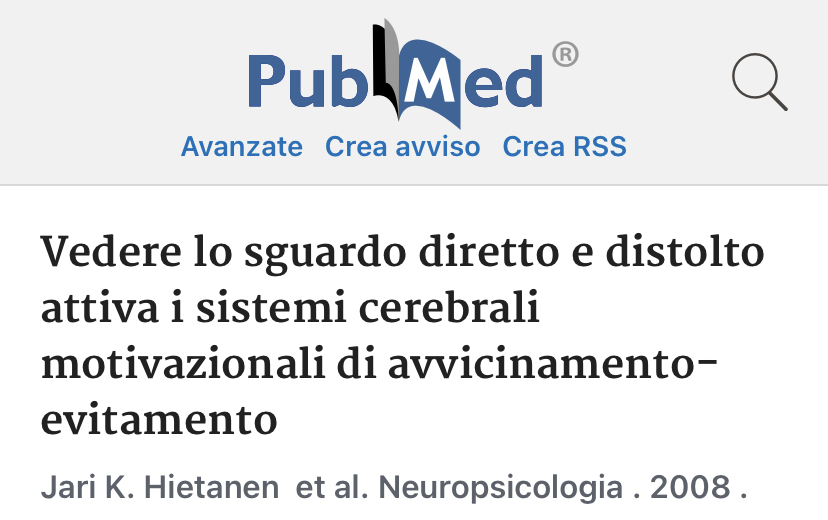 PubMed®
Avanzate Crea avviso Crea RSS
Vedere lo sguardo diretto e distolto
attiva i sistemi cerebrali
motivazionali di avvicinamento-
evitamento
Jari K. Hietanen et al. Neuropsicologia . 2008 .